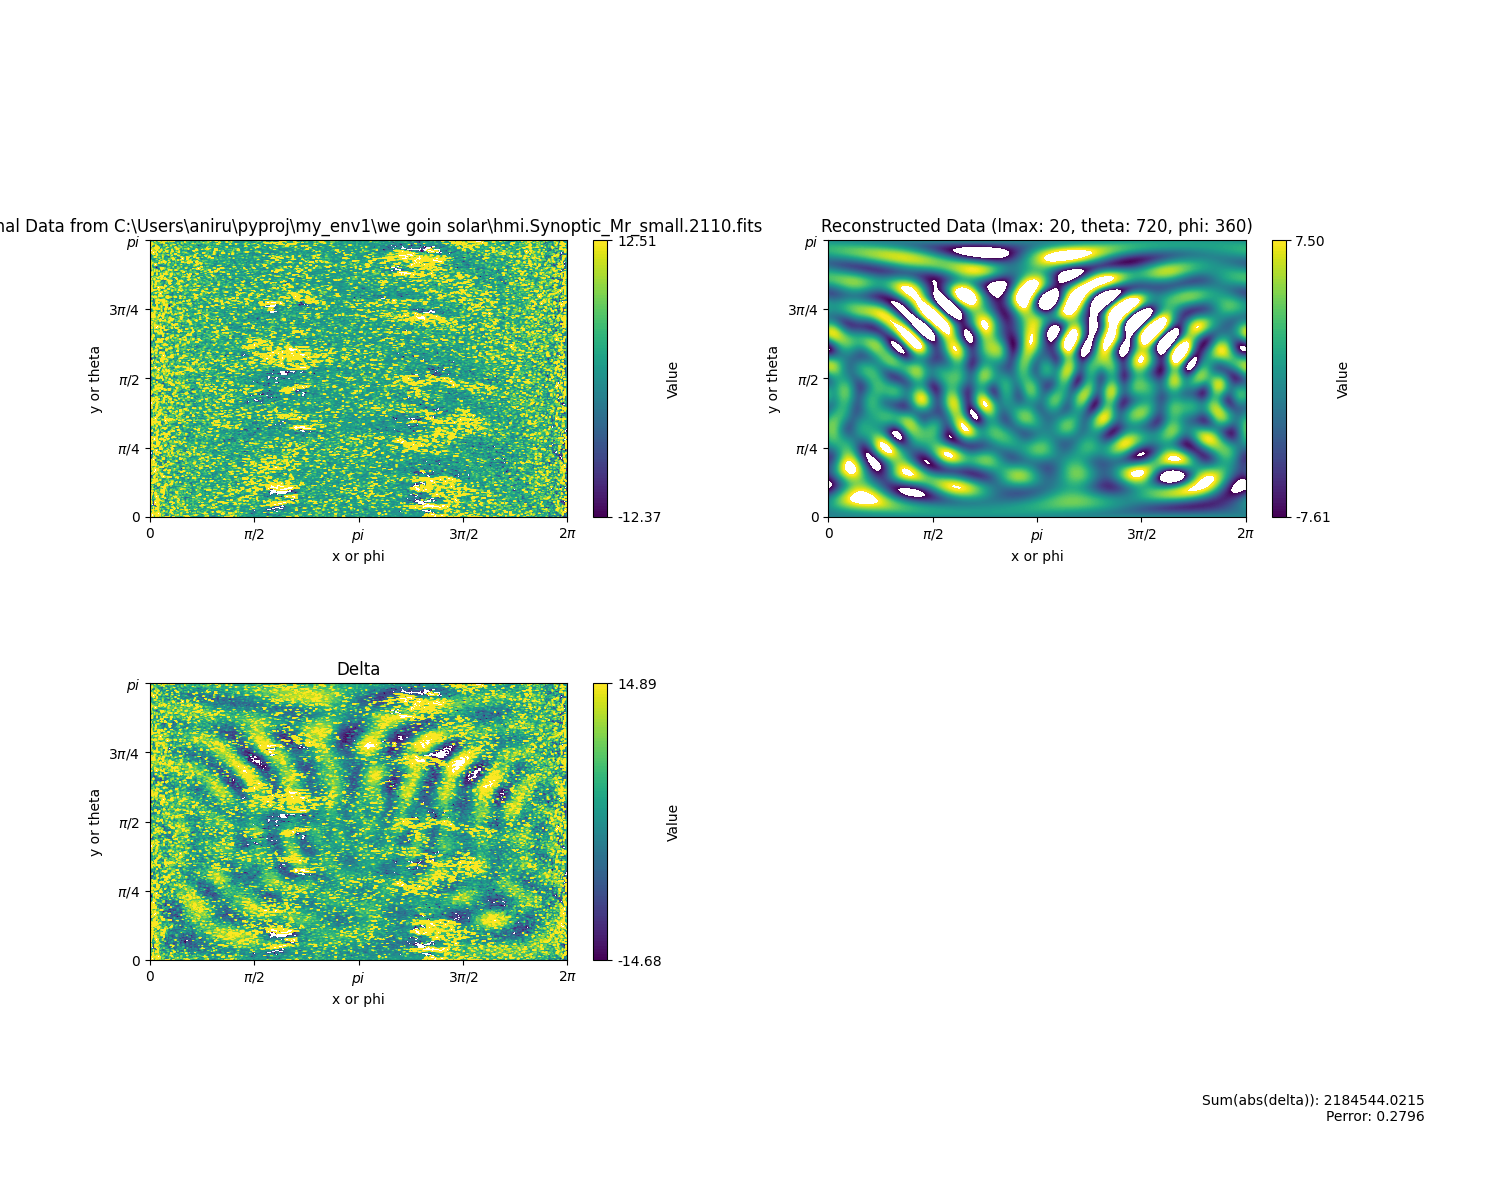 nal Data from C:\Users\aniru\pyproj\my_env1\we goin solar\hmi.Synoptic_Mr_small.2110.fits
pi
3π/4
π/2
π/4
0
0
π/2
pi
3π/2
2π
x or phi
y or theta
12.51
-12.37
Value
Reconstructed Data (lmax: 20, theta: 720, phi: 360)
pi
3π/4
π/2
π/4
0
0
π/2
pi
3π/2
2π
x or phi
y or theta
7.50
-7.61
Value
Delta
pi
3π/4
π/2
π/4
0
0
π/2
pi
3π/2
2π
x or phi
y or theta
14.89
-14.68
Value
Sum(abs(delta)): 2184544.0215
Perror: 0.2796